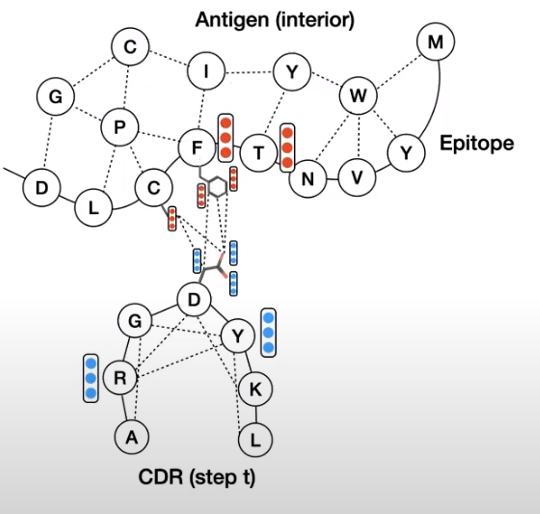 Antigen (interior)
C
M
I
Y
G
W
P
F
T
Y
Epitope
D
L
C
N
V
D
G
Y
R
K
A
L
CDR (step t)